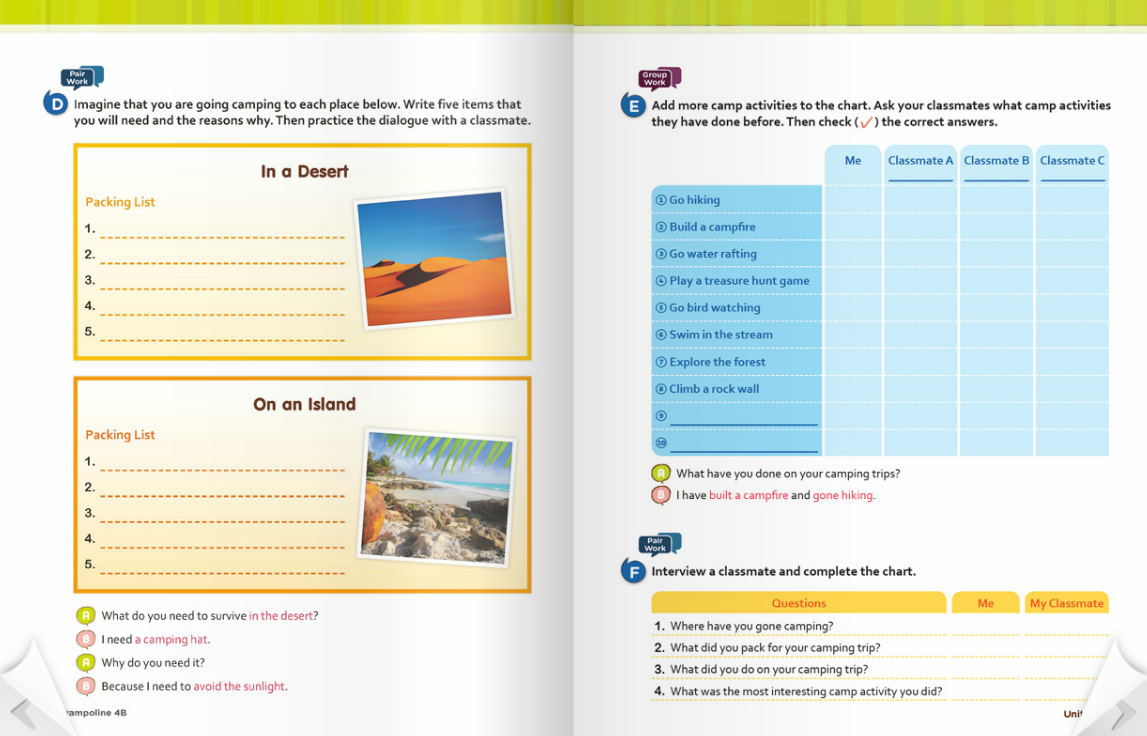 Pair
Work
D
Imagine that you are going camping to each place below. Write five items that
you will need and the reasons why. Then practice the dialogue with a classmate.
In a Desert
Packing List
1.
2.
3.
4.
5.
On an Island
Packing List
1.
2.
3.
4.
5.
A What do you need to survive in the desert?
B I need a camping hat.
A Why do you need it?
B Because I need to avoid the sunlight.
rampoline 4B
Group
Work
E
Add more camp activities to the chart. Ask your classmates what camp activities
they have done before. Then check (✓) the correct answers.
Me Classmate A Classmate B Classmate C
① Go hiking
② Build a campfire
③ Go water rafting
④ Play a treasure hunt game
⑤ Go bird watching
⑥ Swim in the stream
⑦ Explore the forest
⑧ Climb a rock wall
⑨
⑩
A What have you done on your camping trips?
B I have built a campfire and gone hiking.
Pair
Work
F
Interview a classmate and complete the chart.
Questions Me My Classmate
1. Where have you gone camping?
2. What did you pack for your camping trip?
3. What did you do on your camping trip?
4. What was the most interesting camp activity you did?
Unit